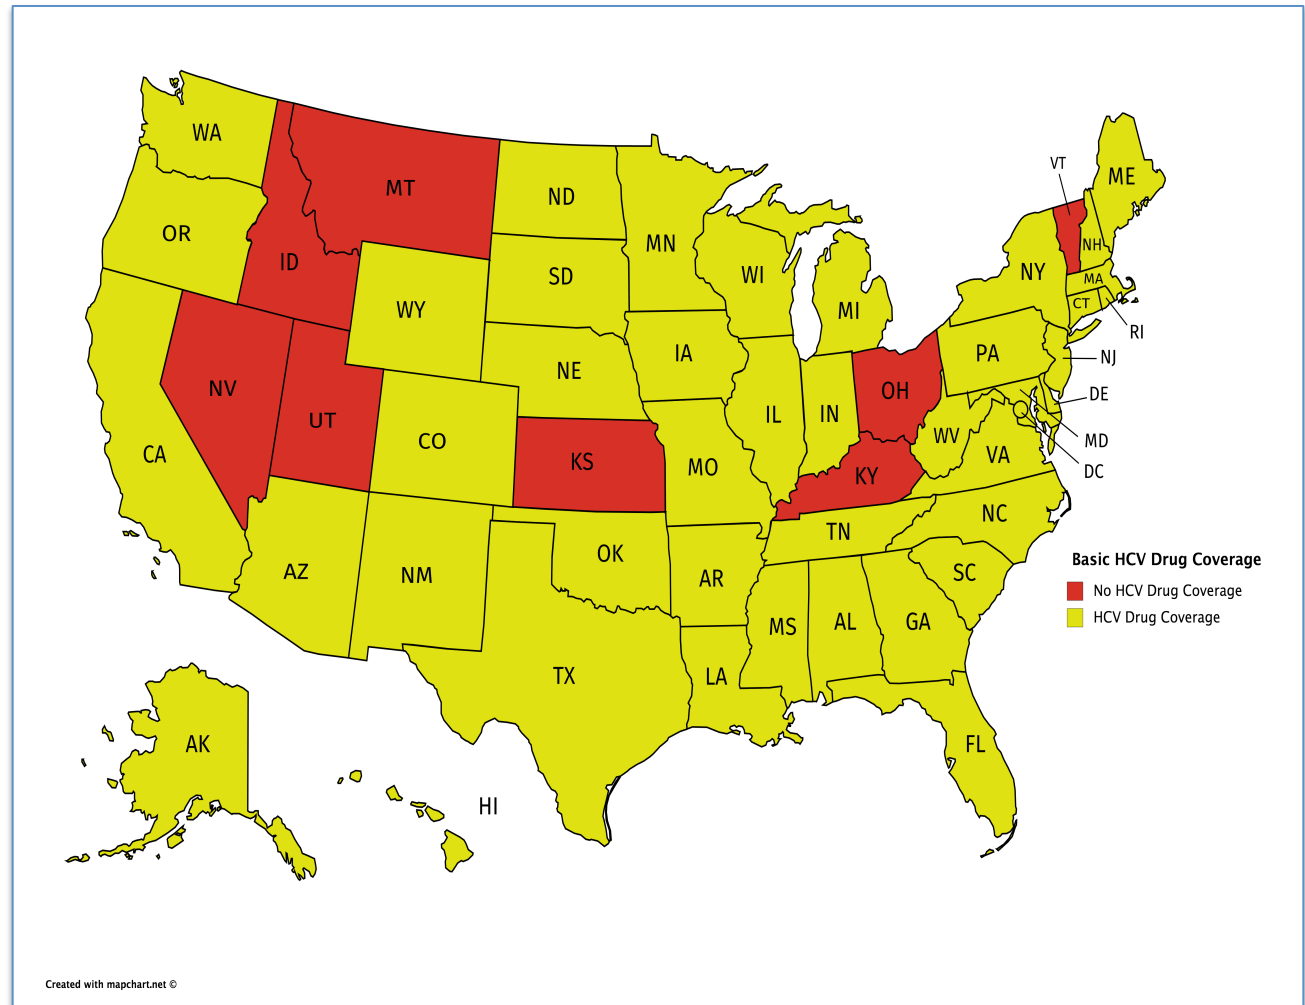 WA
MT
ND
OR
ID
MN
VT
ME
NH
SD
WI
NY
MA
CT
RI
WY
MI
IA
PA
NJ
NE
NV
OH
DE
UT
IL
IN
CO
WV
MD
CA
KS
MO
KY
VA
DC
NC
TN
OK
AZ
NM
AR
SC
MS
AL
GA
TX
LA
FL
AK
HI
Basic HCV Drug Coverage
No HCV Drug Coverage
HCV Drug Coverage
Created with mapchart.net ©